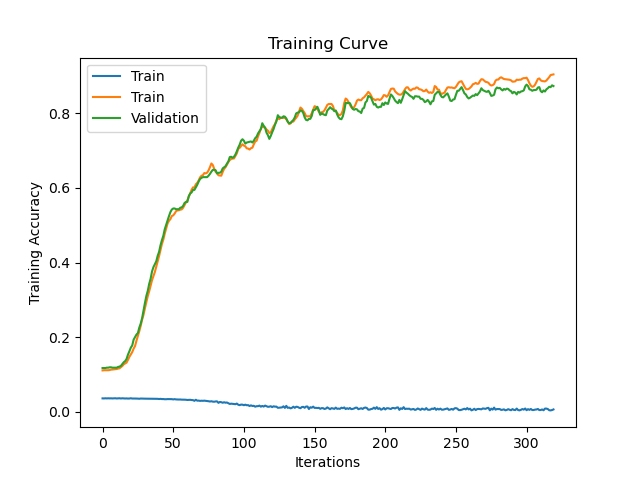 Training Curve
Train
Train
Validation
Training Accuracy
0.8
0.6
0.4
0.2
0.0
0 50 100 150 200 250 300
Iterations